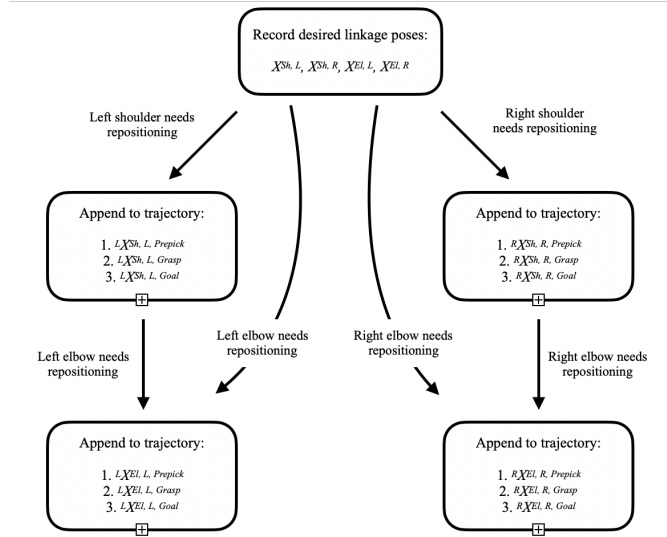 Record desired linkage poses:
X^Sh, L, X^Sh, R, X^El, L, X^El, R
Left shoulder needs
repositioning
Right shoulder
needs repositioning
Append to trajectory:
1. ^L X^Sh, L, Prepick
2. ^L X^Sh, L, Grasp
3. ^L X^Sh, L, Goal
Append to trajectory:
1. ^R X^Sh, R, Prepick
2. ^R X^Sh, R, Grasp
3. ^R X^Sh, R, Goal
Left elbow needs
repositioning
Left elbow needs
repositioning
Right elbow needs
repositioning
Right elbow needs
repositioning
Append to trajectory:
1. ^L X^El, L, Prepick
2. ^L X^El, L, Grasp
3. ^L X^El, L, Goal
Append to trajectory:
1. ^R X^El, R, Prepick
2. ^R X^El, R, Grasp
3. ^R X^El, R, Goal